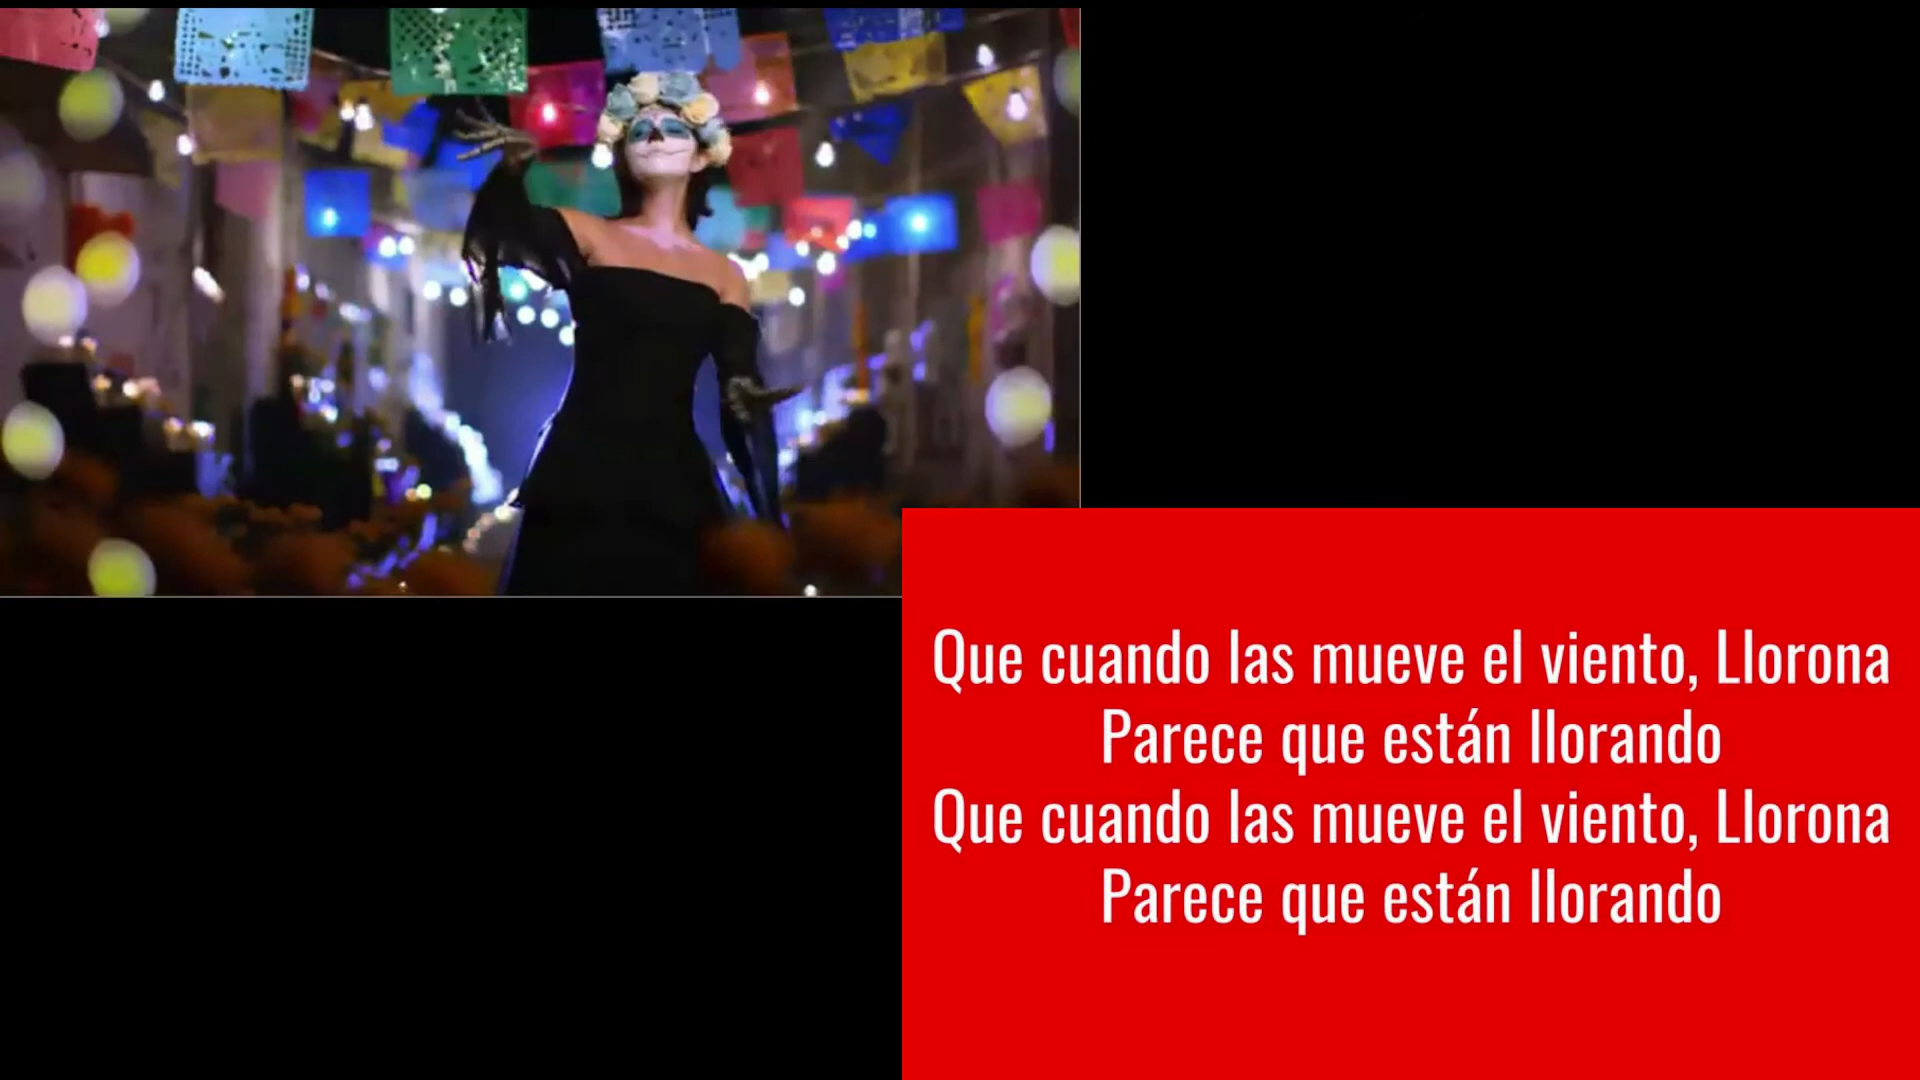 Que cuando las mueve el viento, Llorona
Parece que están llorando
Que cuando las mueve el viento, Llorona
Parece que están llorando